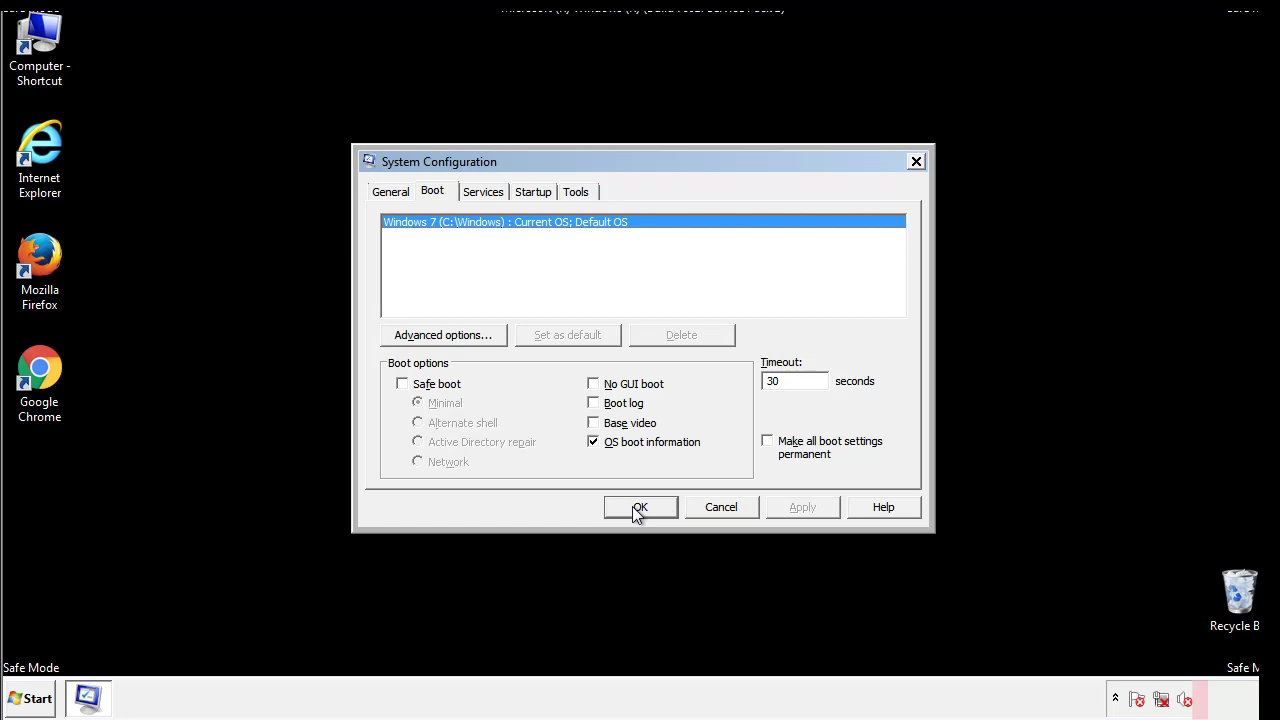 Computer -
Shortcut
Internet
Explorer
Mozilla
Firefox
Google
Chrome
System Configuration
General Boot Services Startup Tools
Windows 7 (C:\Windows) : Current OS; Default OS
Advanced options... Set as default Delete
Boot options
Timeout:
30 seconds
Safe boot
No GUI boot
Minimal
Boot log
Alternate shell
Base video
Active Directory repair
OS boot information
Network
Make all boot settings
permanent
OK Cancel Apply Help
Recycle B
Safe Mode
Safe M
Start